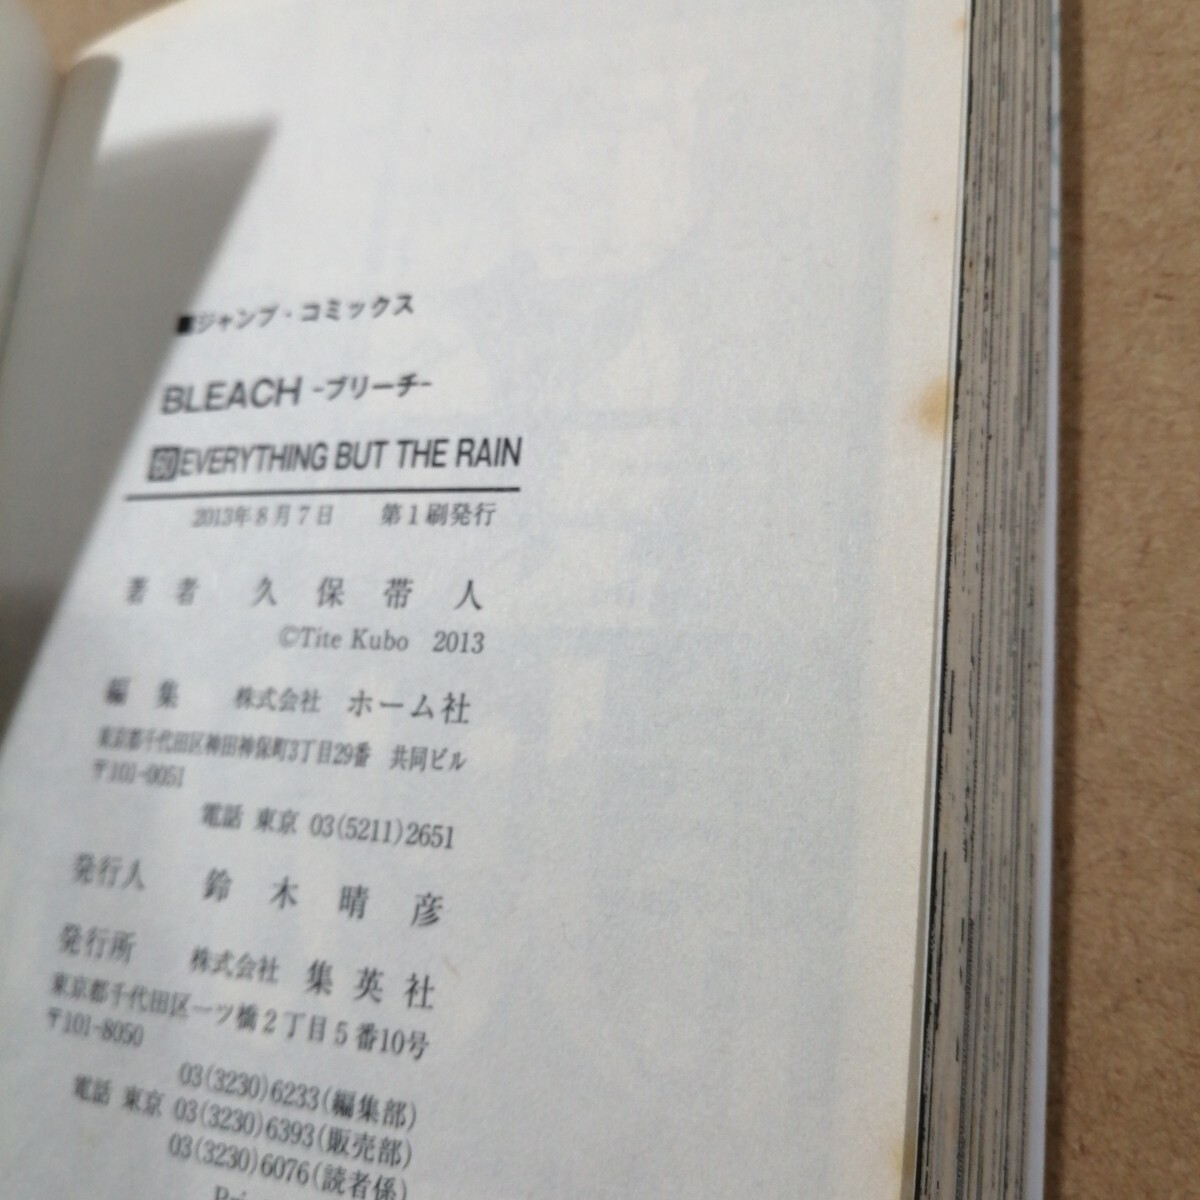 ■ジャンプ・コミックス
BLEACH -ブリーチ-
60 EVERYTHING BUT THE RAIN
2013年8月7日 第1刷発行
著者 久保帯人
©Tite Kubo 2013
編集 株式会社 ホーム社
東京都千代田区神田神保町3丁目29番 共同ビル
〒101-0051
電話 東京 03(5211)2651
発行人 鈴木晴彦
発行所 株式会社 集英社
東京都千代田区一ツ橋2丁目5番10号
〒101-8050
03(3230)6233(編集部)
電話 東京 03(3230)6393(販売部)
03(3230)6076(読者係)